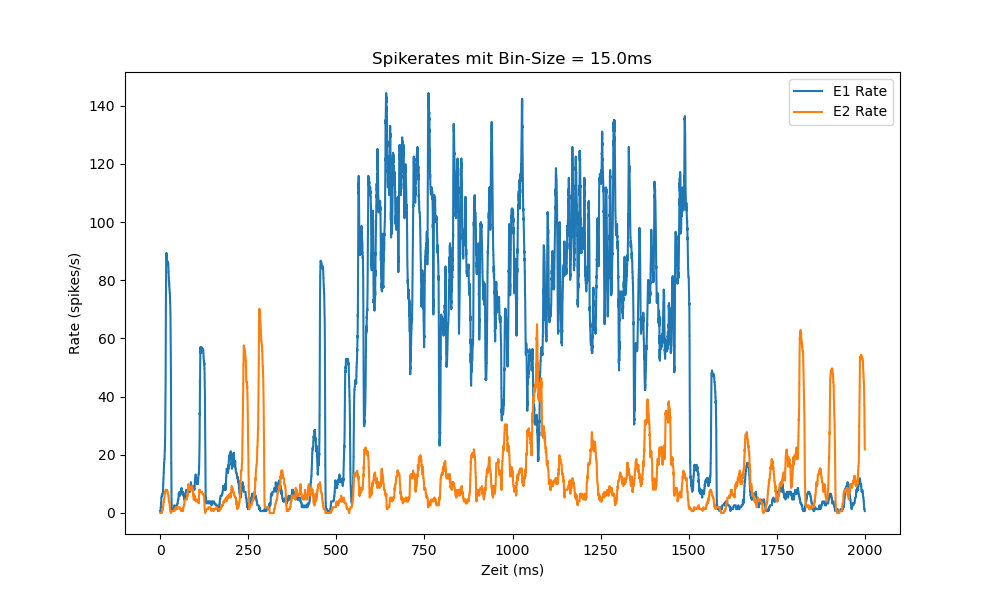 Spikerates mit Bin-Size = 15.0ms
E1 Rate
E2 Rate
140
120
100
80
60
40
20
0
Rate (spikes/s)
0 250 500 750 1000 1250 1500 1750 2000
Zeit (ms)